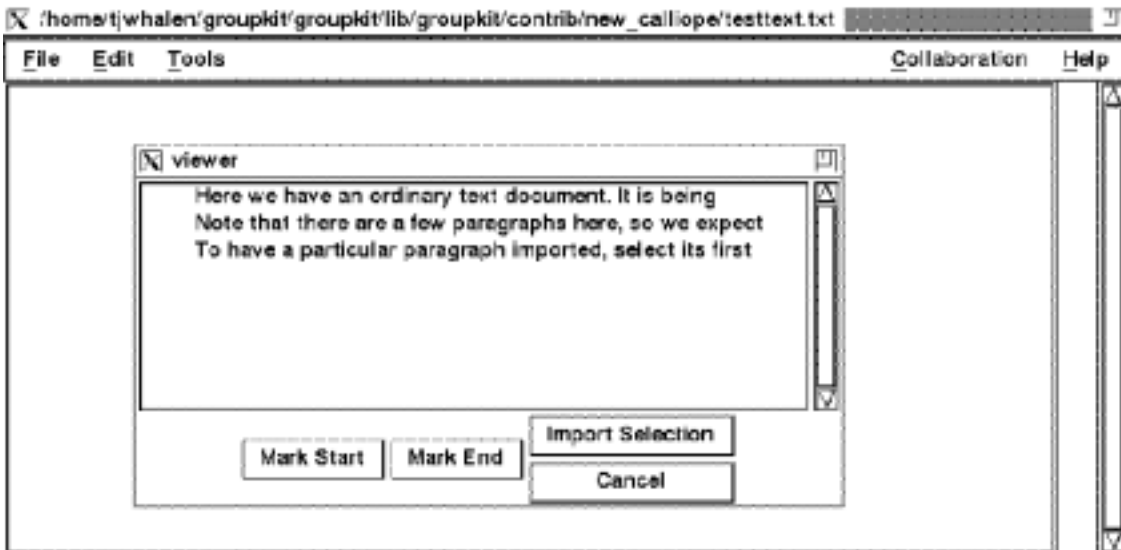 /home/tjwhalen/groupkit/groupkit/lib/groupkit/contrib/new_calliope/testtext.txt
File Edit Tools Collaboration Help
viewer
Here we have an ordinary text document. It is being
Note that there are a few paragraphs here, so we expect
To have a particular paragraph imported, select its first
Import Selection
Mark Start Mark End
Cancel